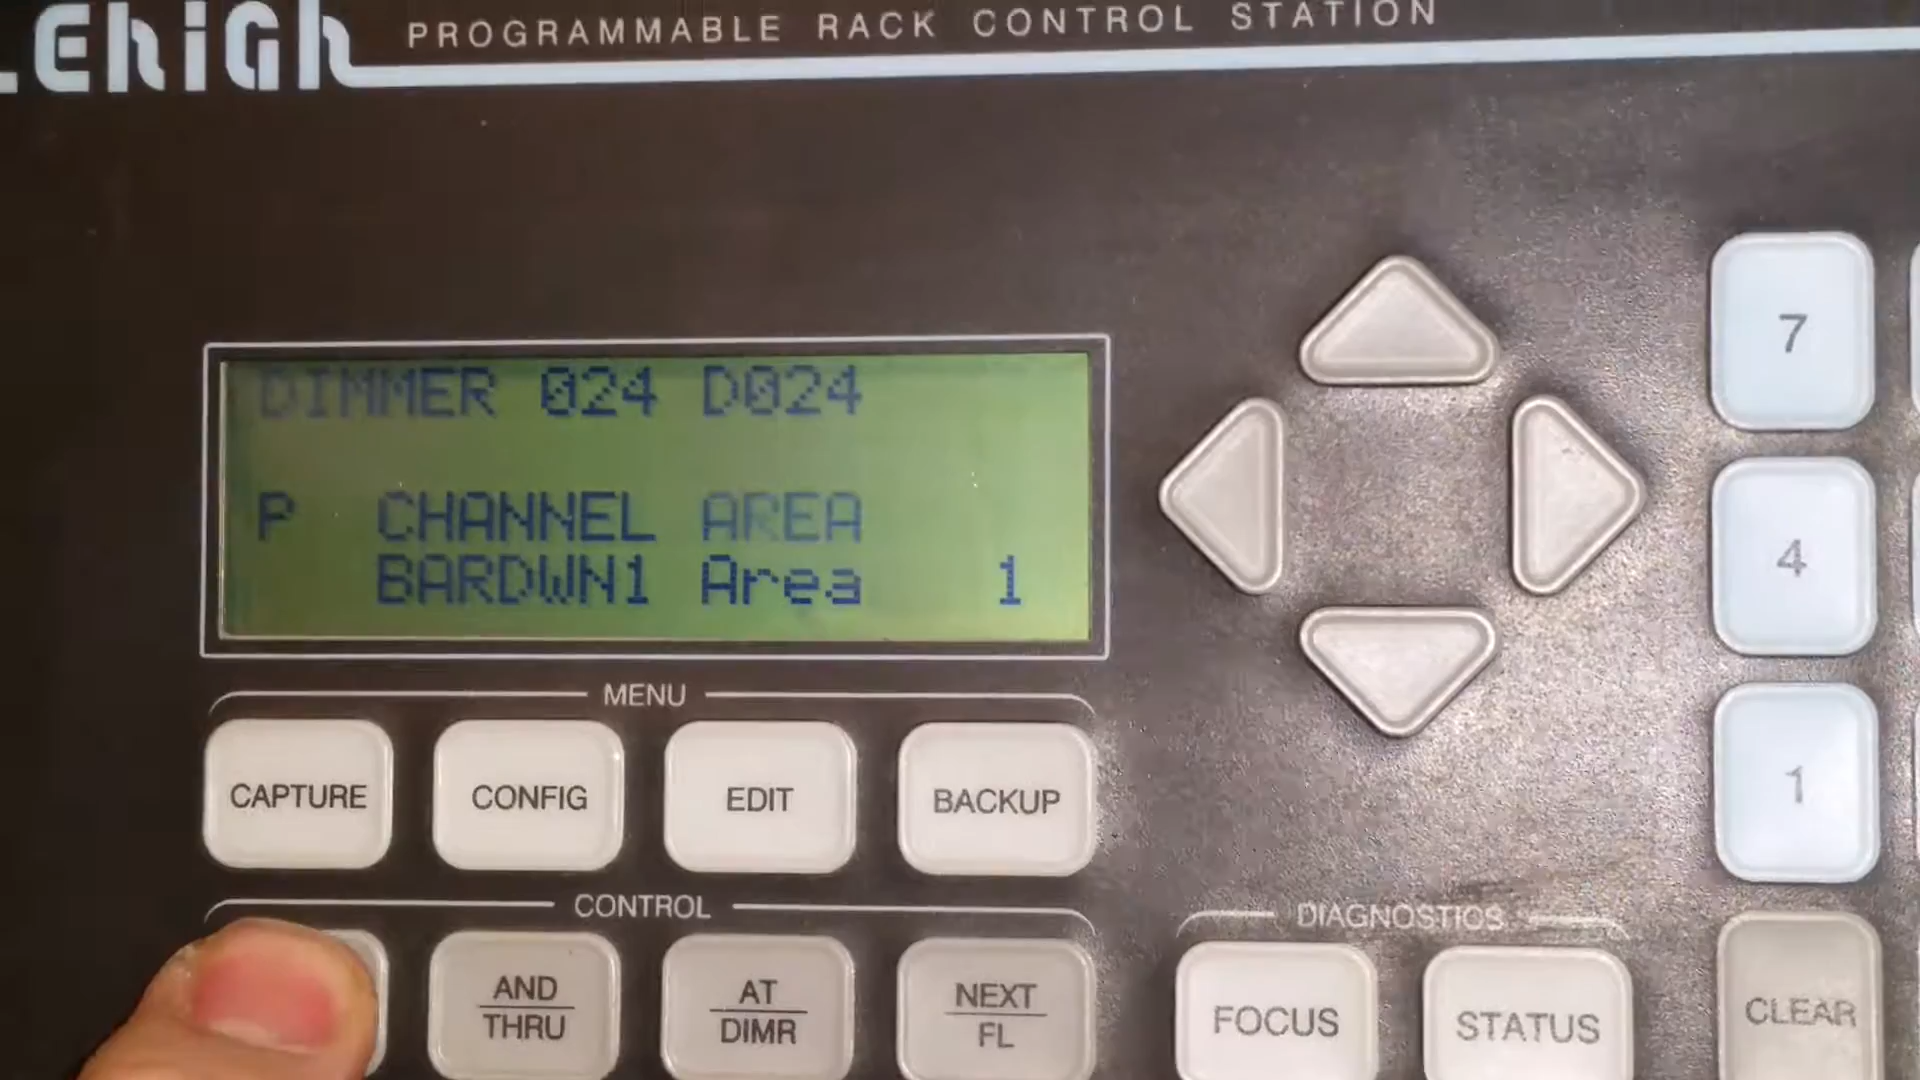 LEhiGh PROGRAMMABLE RACK CONTROL STATION
DIMMER 024 D024
P CHANNEL AREA
BARDWN1 Area 1
MENU
CAPTURE CONFIG EDIT BACKUP
CONTROL
AND
THRU
AT
DIMR
NEXT
FL
DIAGNOSTICS
FOCUS STATUS
7
4
1
CLEAR